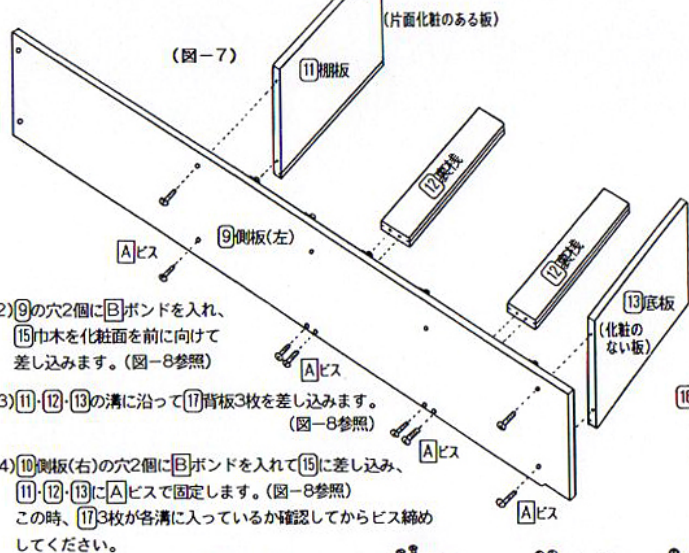 (片面化粧のある板)
(図−7)
⑪棚板
⑫裏桟
⑨側板(左)
Aビス
⑫裏桟
⑬底板
(化粧の
ない板)
2)⑨の穴2個にBボンドを入れ、
⑮巾木を化粧面を前に向けて
差し込みます。(図−8参照)
Aビス
3)⑪・⑫・⑬の溝に沿って⑰背板3枚を差し込みます。
(図−8参照)
Aビス
4)⑩側板(右)の穴2個にBボンドを入れて⑮に差し込み、
⑪・⑫・⑬にAビスで固定します。(図−8参照)
この時、⑰3枚が各溝に入っているか確認してからビス締め
してください。
Aビス